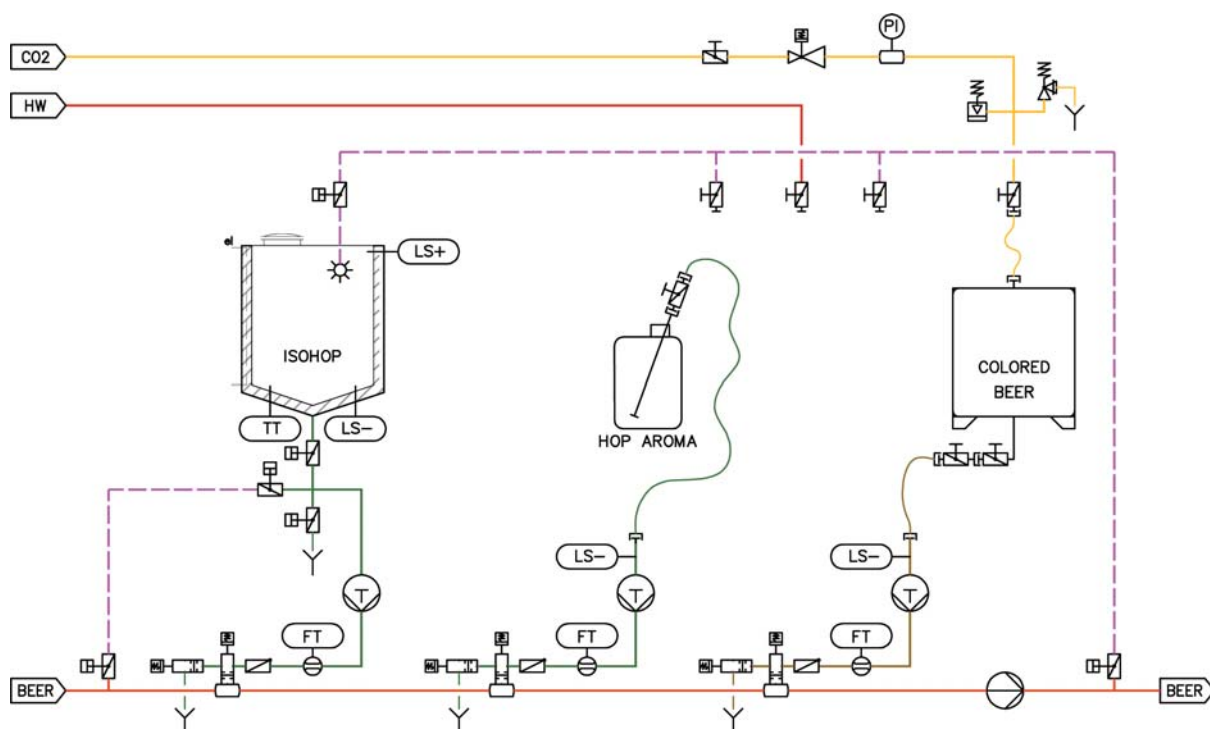 PI
CO2
HW
LS+
ISOHOP
COLORED
BEER
TT
LS-
HOP AROMA
LS-
LS-
T
T
T
FT
FT
FT
BEER
BEER